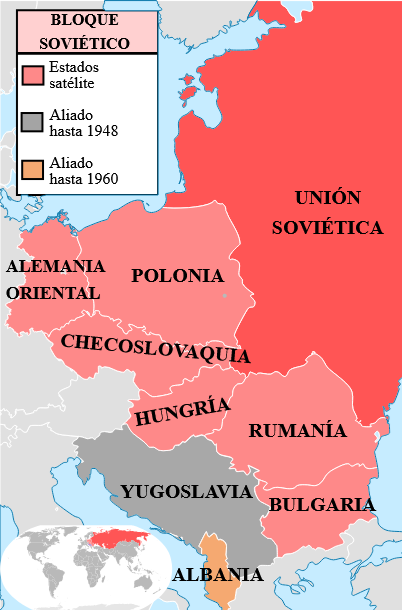 BLOQUE
SOVIÉTICO
Estados
satélite
Aliado
hasta 1948
Aliado
hasta 1960
UNIÓN
SOVIÉTICA
ALEMANIA
ORIENTAL
POLONIA
CHECOSLOVAQUIA
HUNGRÍA
RUMANÍA
YUGOSLAVIA
BULGARIA
ALBANIA